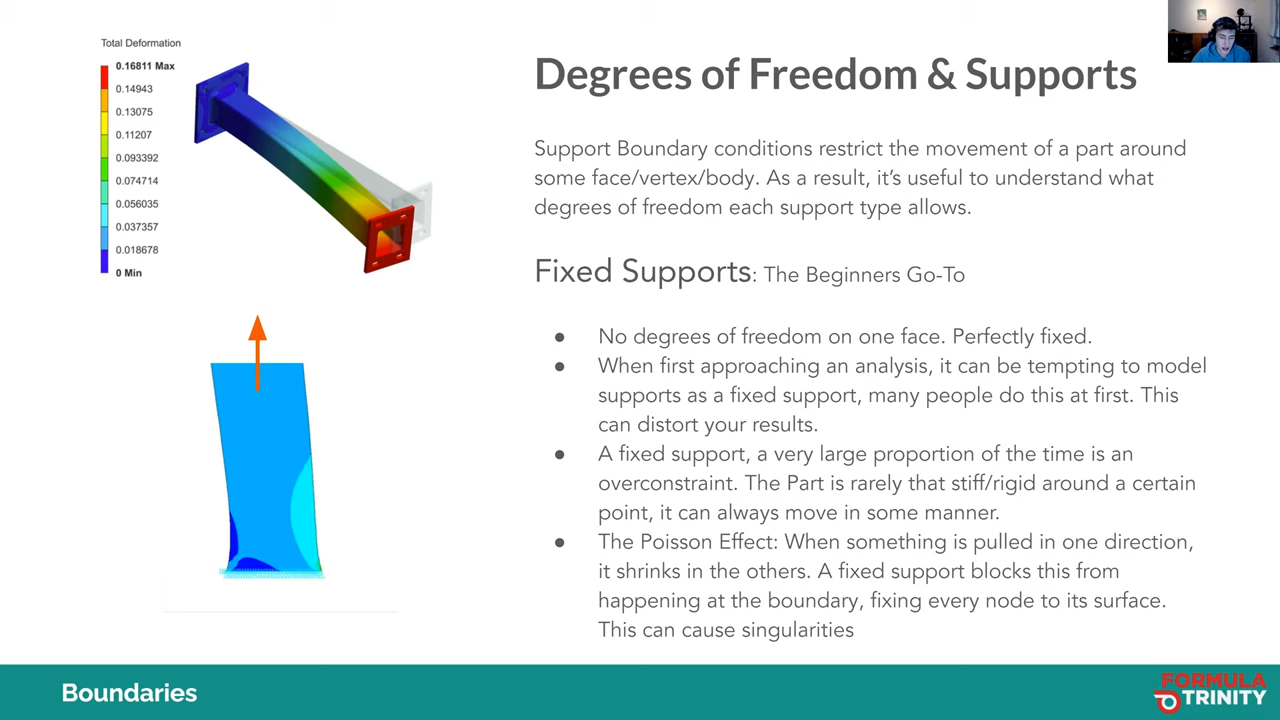 Total Deformation
0.16811 Max
0.14943
0.13075
0.11207
0.093392
0.074714
0.056035
0.037357
0.018678
0 Min
Degrees of Freedom & Supports
Support Boundary conditions restrict the movement of a part around
some face/vertex/body. As a result, it's useful to understand what
degrees of freedom each support type allows.
Fixed Supports: The Beginners Go-To
● No degrees of freedom on one face. Perfectly fixed.
● When first approaching an analysis, it can be tempting to model
supports as a fixed support, many people do this at first. This
can distort your results.
● A fixed support, a very large proportion of the time is an
overconstraint. The Part is rarely that stiff/rigid around a certain
point, it can always move in some manner.
● The Poisson Effect: When something is pulled in one direction,
it shrinks in the others. A fixed support blocks this from
happening at the boundary, fixing every node to its surface.
This can cause singularities
Boundaries
FORMULA
TRINITY